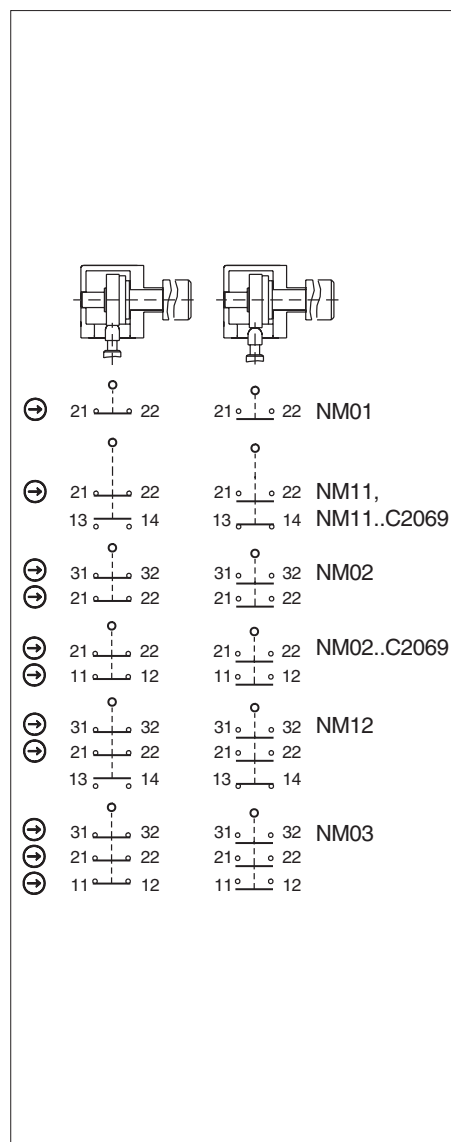 21 22 21 22 NM01
21 22 21 22 NM11,
13 14 13 14 NM11..C2069
31 32 31 32 NM02
21 22 21 22
21 22 21 22 NM02..C2069
11 12 11 12
31 32 31 32 NM12
21 22 21 22
13 14 13 14
31 32 31 32 NM03
21 22 21 22
11 12 11 12